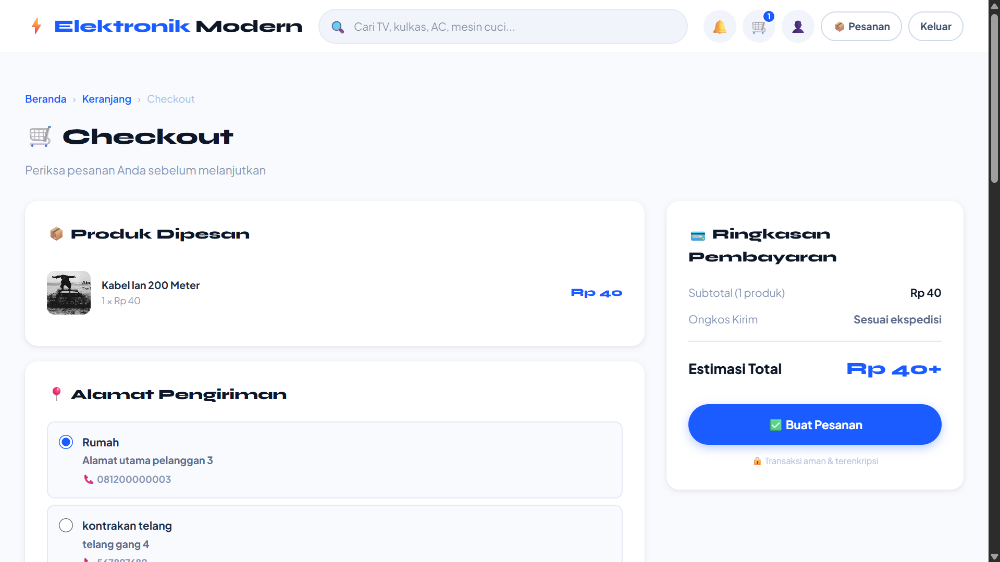 Elektronik Modern
Cari TV, kulkas, AC, mesin cuci...
1
Pesanan
Keluar
Beranda › Keranjang › Checkout
Checkout
Periksa pesanan Anda sebelum melanjutkan
Produk Dipesan
Kabel lan 200 Meter
1 × Rp 40
Rp 40
Alamat Pengiriman
Rumah
Alamat utama pelanggan 3
081200000003
kontrakan telang
telang gang 4
Ringkasan
Pembayaran
Subtotal (1 produk) Rp 40
Ongkos Kirim Sesuai ekspedisi
Estimasi Total Rp 40+
Buat Pesanan
Transaksi aman & terenkripsi